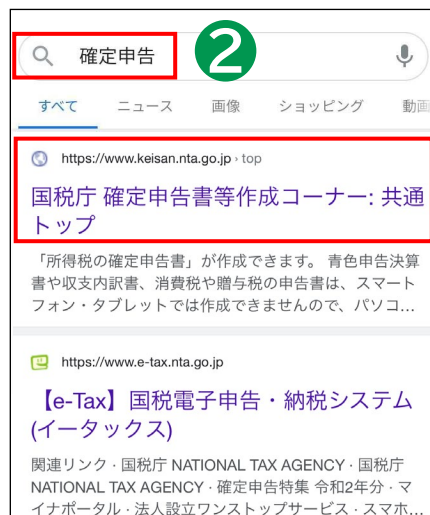 確定申告
2
すべて ニュース 画像 ショッピング 動画
https://www.keisan.nta.go.jp › top
国税庁 確定申告書等作成コーナー: 共通
トップ
「所得税の確定申告書」が作成できます。 青色申告決算
書や収支内訳書、消費税や贈与税の申告書は、スマート
フォン・タブレットでは作成できませんので、パソコ...
https://www.e-tax.nta.go.jp
【e-Tax】国税電子申告・納税システム
(イータックス)
関連リンク · 国税庁 NATIONAL TAX AGENCY · 国税庁
NATIONAL TAX AGENCY · 確定申告特集 令和2年分 · マ
イナポータル · 法人設立ワンストップサービス · スマホ...